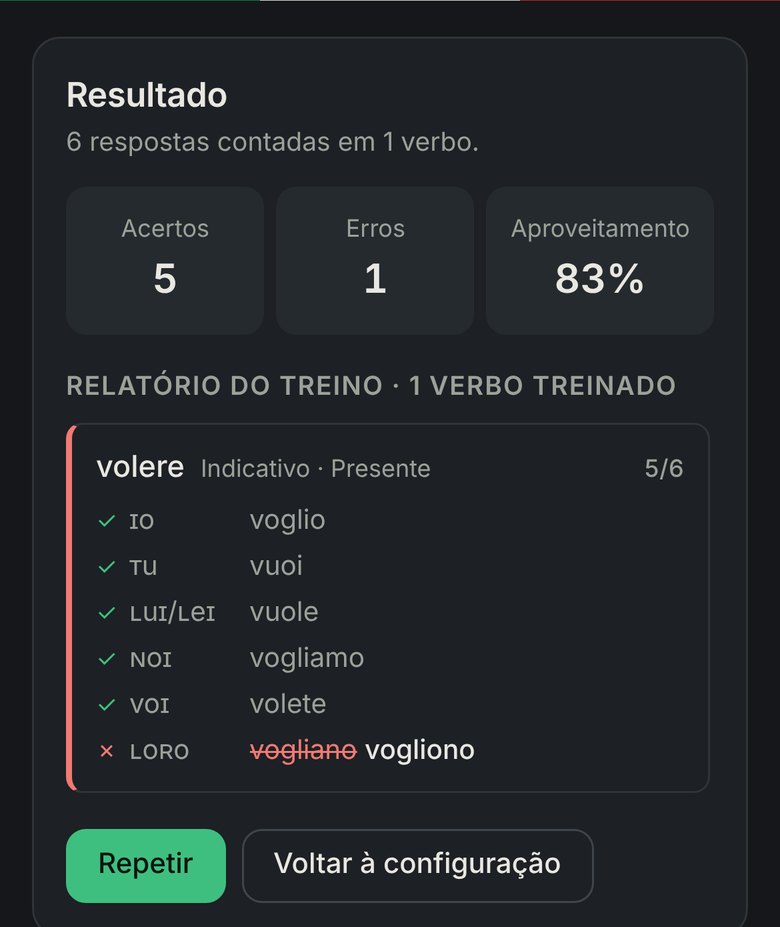 Resultado
6 respostas contadas em 1 verbo.
Acertos Erros Aproveitamento
5 1 83%
RELATÓRIO DO TREINO · 1 VERBO TREINADO
volere Indicativo · Presente 5/6
✓ IO voglio
✓ TU vuoi
✓ LUI/LEI vuole
✓ NOI vogliamo
✓ VOI volete
✕ LORO vogliano vogliono
Repetir Voltar à configuração